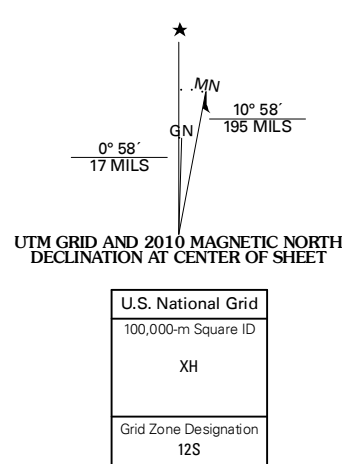 ★
MN
10° 58´
195 MILS
GN
0° 58´
17 MILS
UTM GRID AND 2010 MAGNETIC NORTH
DECLINATION AT CENTER OF SHEET
U.S. National Grid
100,000-m Square ID
XH
Grid Zone Designation
12S